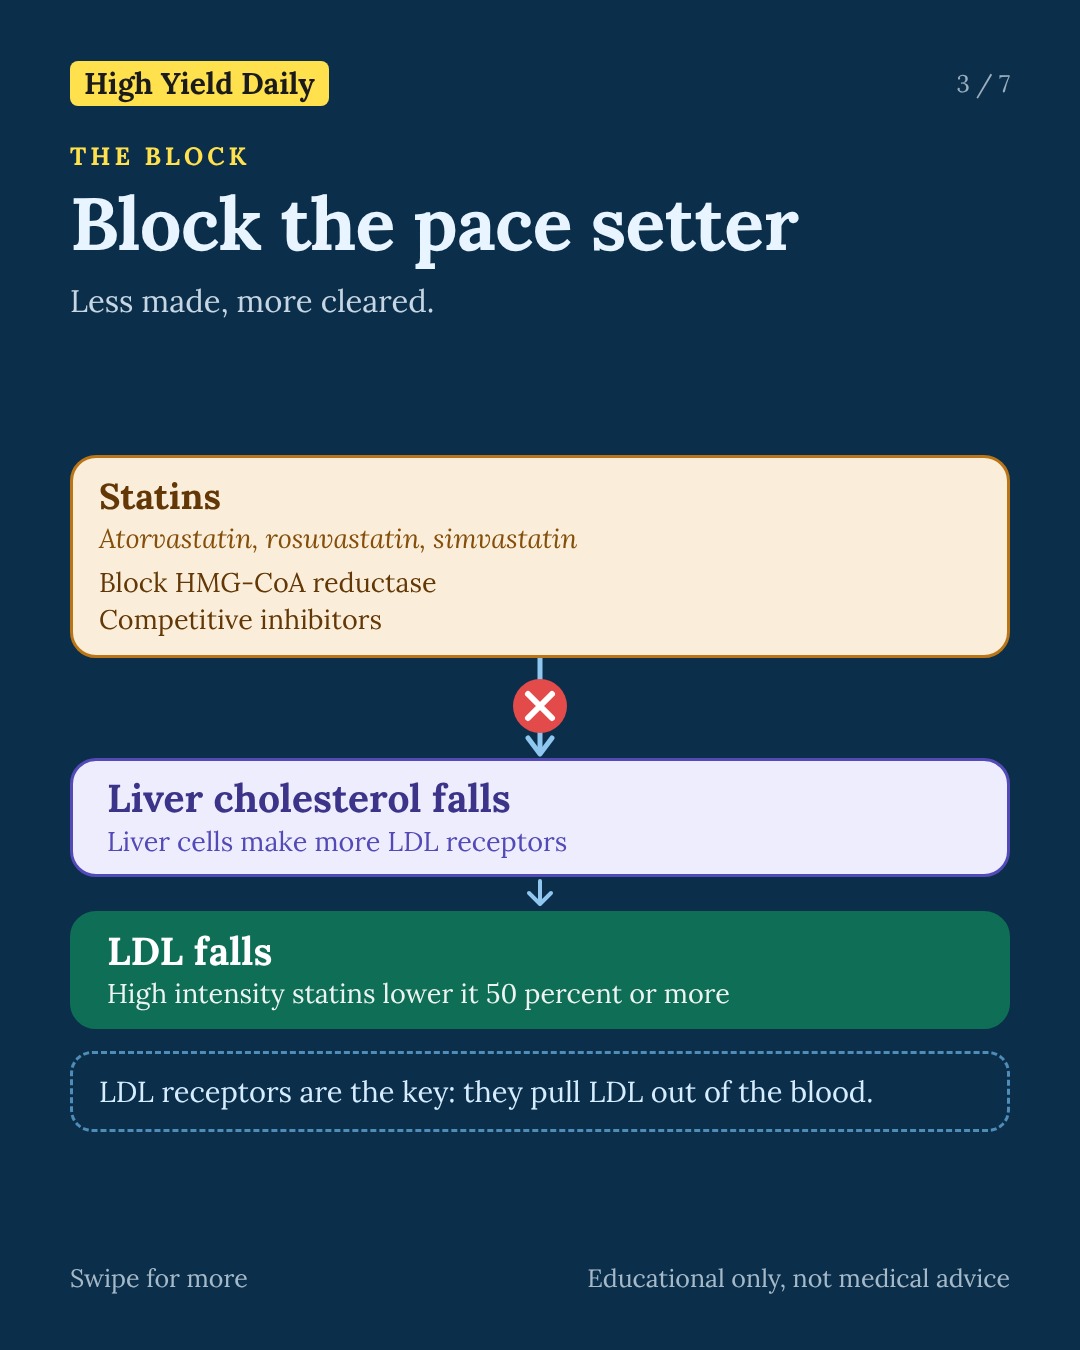 High Yield Daily
3 / 7
THE BLOCK
Block the pace setter
Less made, more cleared.
Statins
Atorvastatin, rosuvastatin, simvastatin
Block HMG-CoA reductase
Competitive inhibitors
Liver cholesterol falls
Liver cells make more LDL receptors
LDL falls
High intensity statins lower it 50 percent or more
LDL receptors are the key: they pull LDL out of the blood.
Swipe for more
Educational only, not medical advice